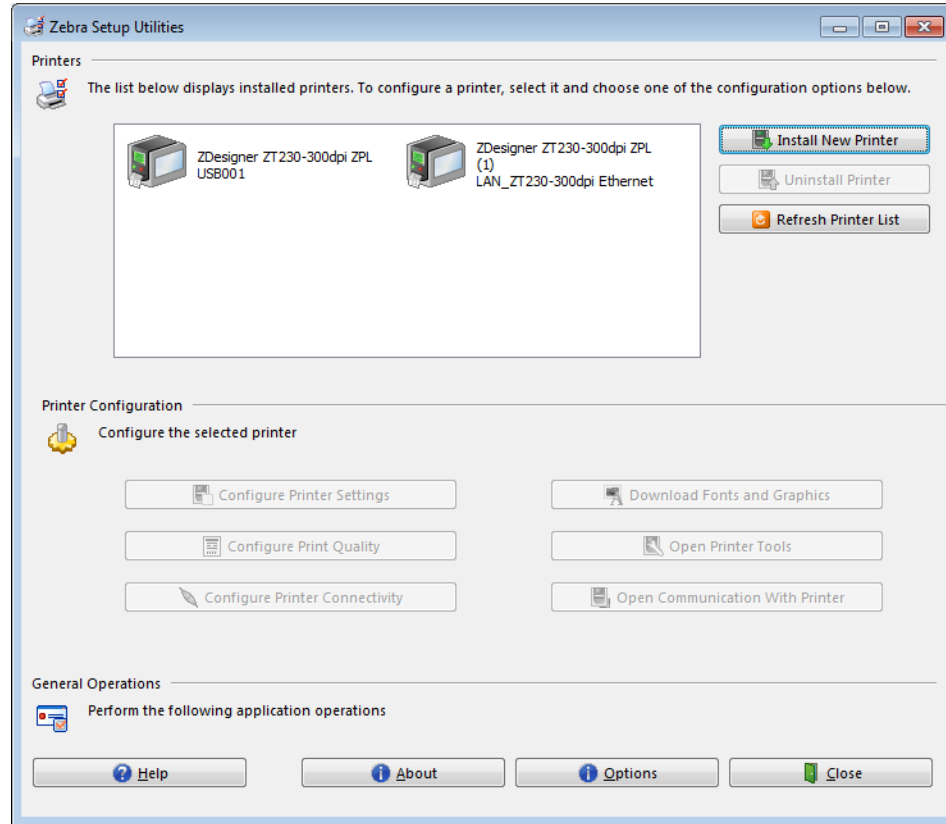 Zebra Setup Utilities
Printers
The list below displays installed printers. To configure a printer, select it and choose one of the configuration options below.
ZDesigner ZT230-300dpi ZPL
USB001
ZDesigner ZT230-300dpi ZPL
(1)
LAN_ZT230-300dpi Ethernet
Install New Printer
Uninstall Printer
Refresh Printer List
Printer Configuration
Configure the selected printer
Configure Printer Settings
Download Fonts and Graphics
Configure Print Quality
Open Printer Tools
Configure Printer Connectivity
Open Communication With Printer
General Operations
Perform the following application operations
Help
About
Options
Close